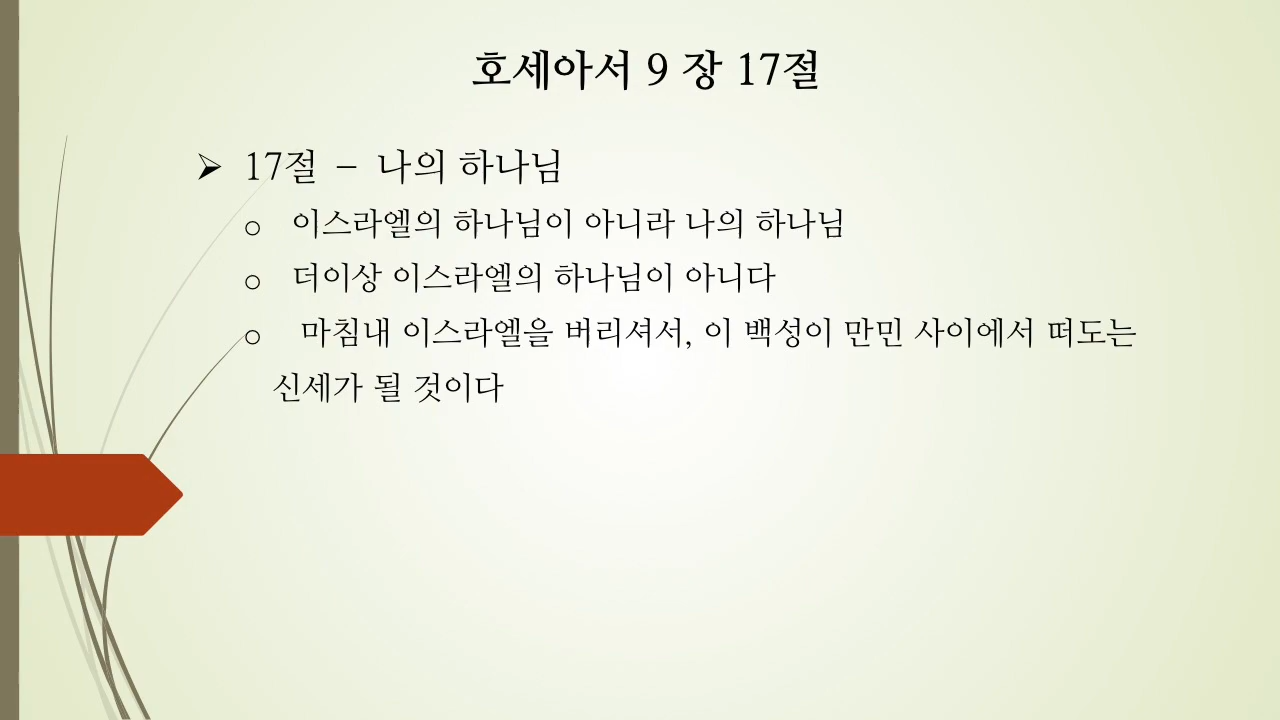 호세아서 9 장 17절
➢ 17절 – 나의 하나님
o 이스라엘의 하나님이 아니라 나의 하나님
o 더이상 이스라엘의 하나님이 아니다
o 마침내 이스라엘을 버리셔서, 이 백성이 만민 사이에서 떠도는
신세가 될 것이다